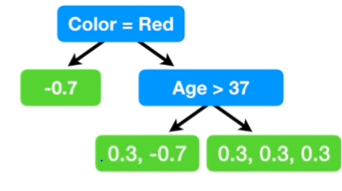 Color = Red
-0.7
Age > 37
0.3, -0.7
0.3, 0.3, 0.3